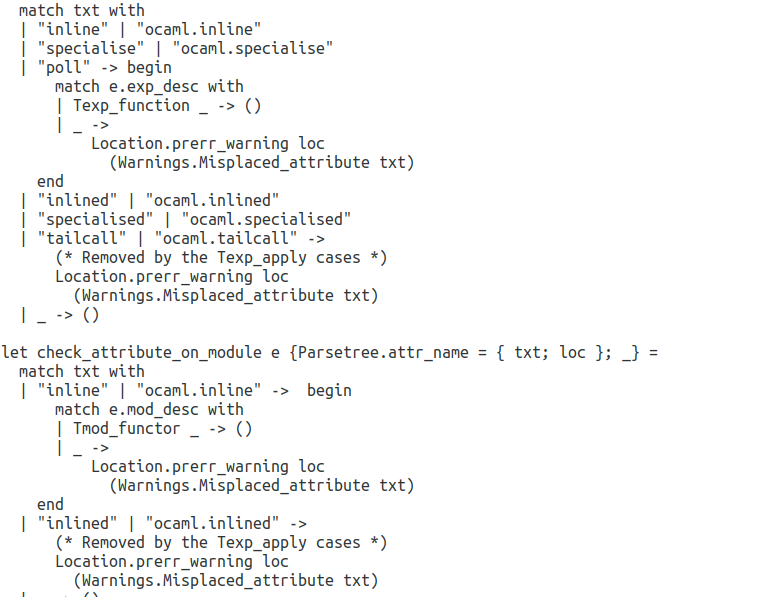 match txt with
| "inline" | "ocaml.inline"
| "specialise" | "ocaml.specialise"
| "poll" -> begin
match e.exp_desc with
| Texp_function _ -> ()
| _ ->
Location.prerr_warning loc
(Warnings.Misplaced_attribute txt)
end
| "inlined" | "ocaml.inlined"
| "specialised" | "ocaml.specialised"
| "tailcall" | "ocaml.tailcall" ->
(* Removed by the Texp_apply cases *)
Location.prerr_warning loc
(Warnings.Misplaced_attribute txt)
| _ -> ()
let check_attribute_on_module e {Parsetree.attr_name = { txt; loc }; _} =
match txt with
| "inline" | "ocaml.inline" ->  begin
match e.mod_desc with
| Tmod_functor _ -> ()
| _ ->
Location.prerr_warning loc
(Warnings.Misplaced_attribute txt)
end
| "inlined" | "ocaml.inlined" ->
(* Removed by the Texp_apply cases *)
Location.prerr_warning loc
(Warnings.Misplaced_attribute txt)